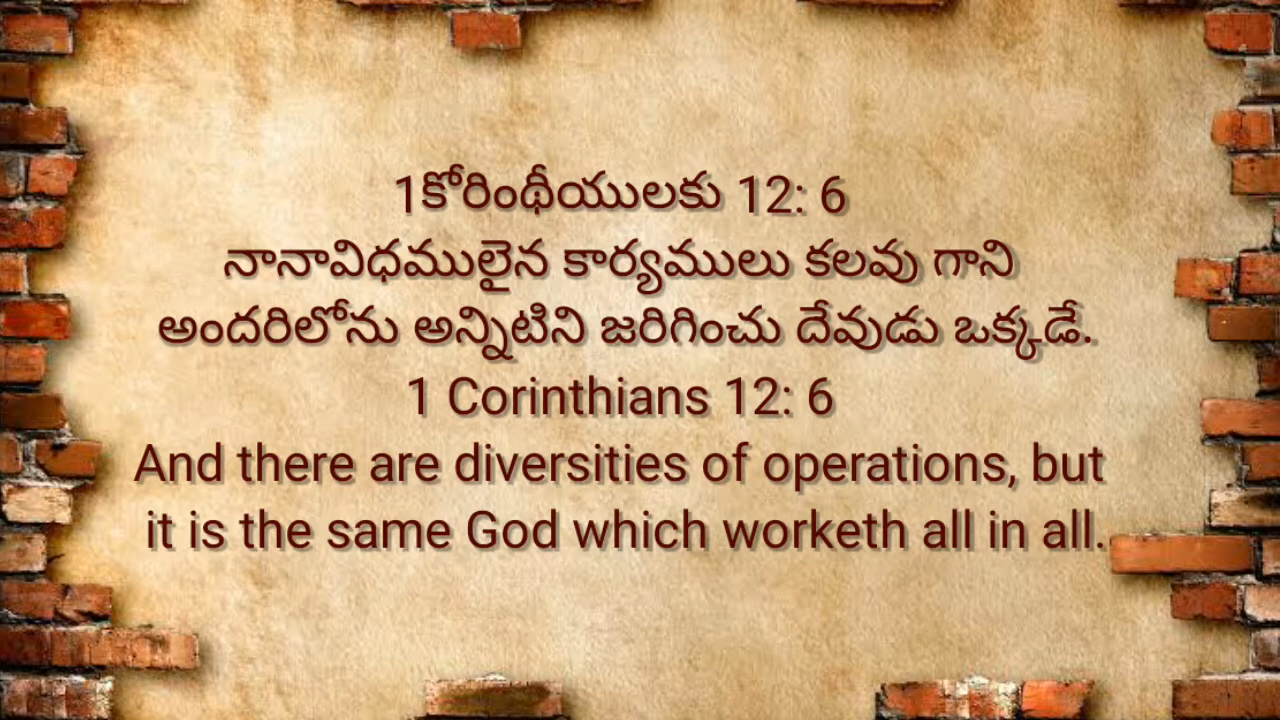 1కోరింథీయులకు 12: 6
నానావిధములైన కార్యములు కలవు గాని
అందరిలోను అన్నిటిని జరిగించు దేవుడు ఒక్కడే.
1 Corinthians 12: 6
And there are diversities of operations, but
it is the same God which worketh all in all.